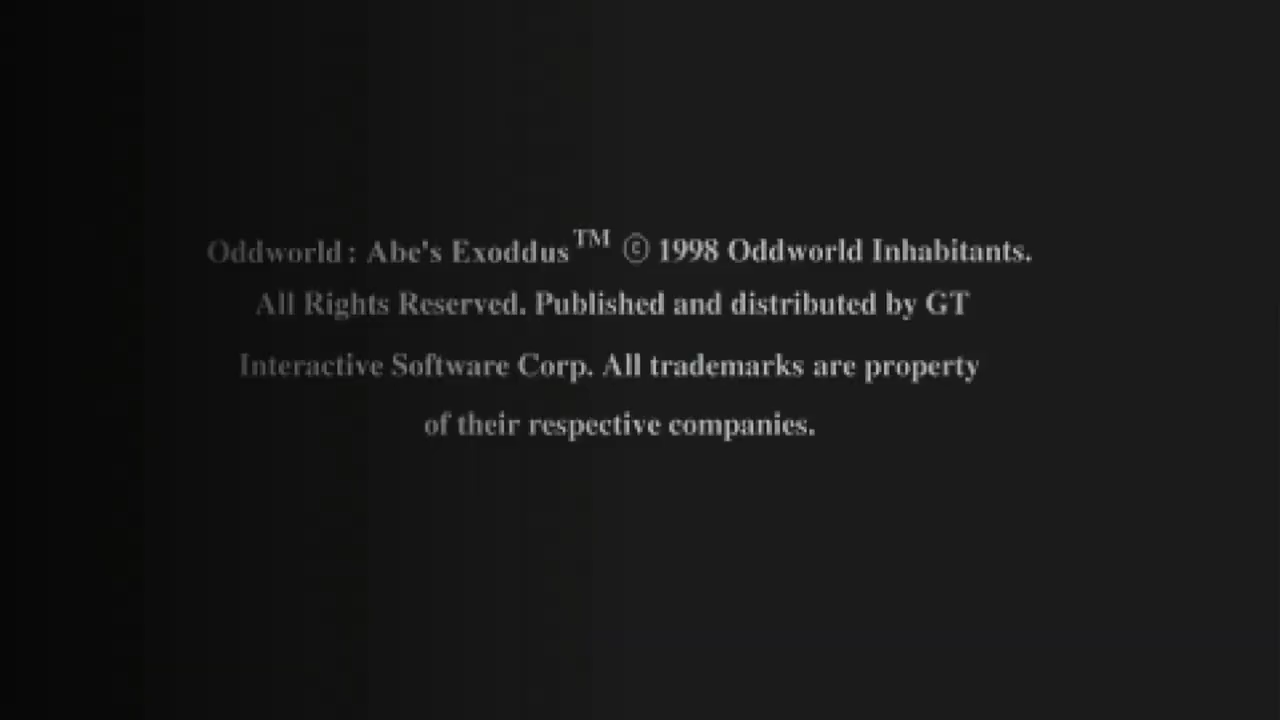 Oddworld: Abe's Exoddus™ © 1998 Oddworld Inhabitants.
All Rights Reserved. Published and distributed by GT
Interactive Software Corp. All trademarks are property
of their respective companies.